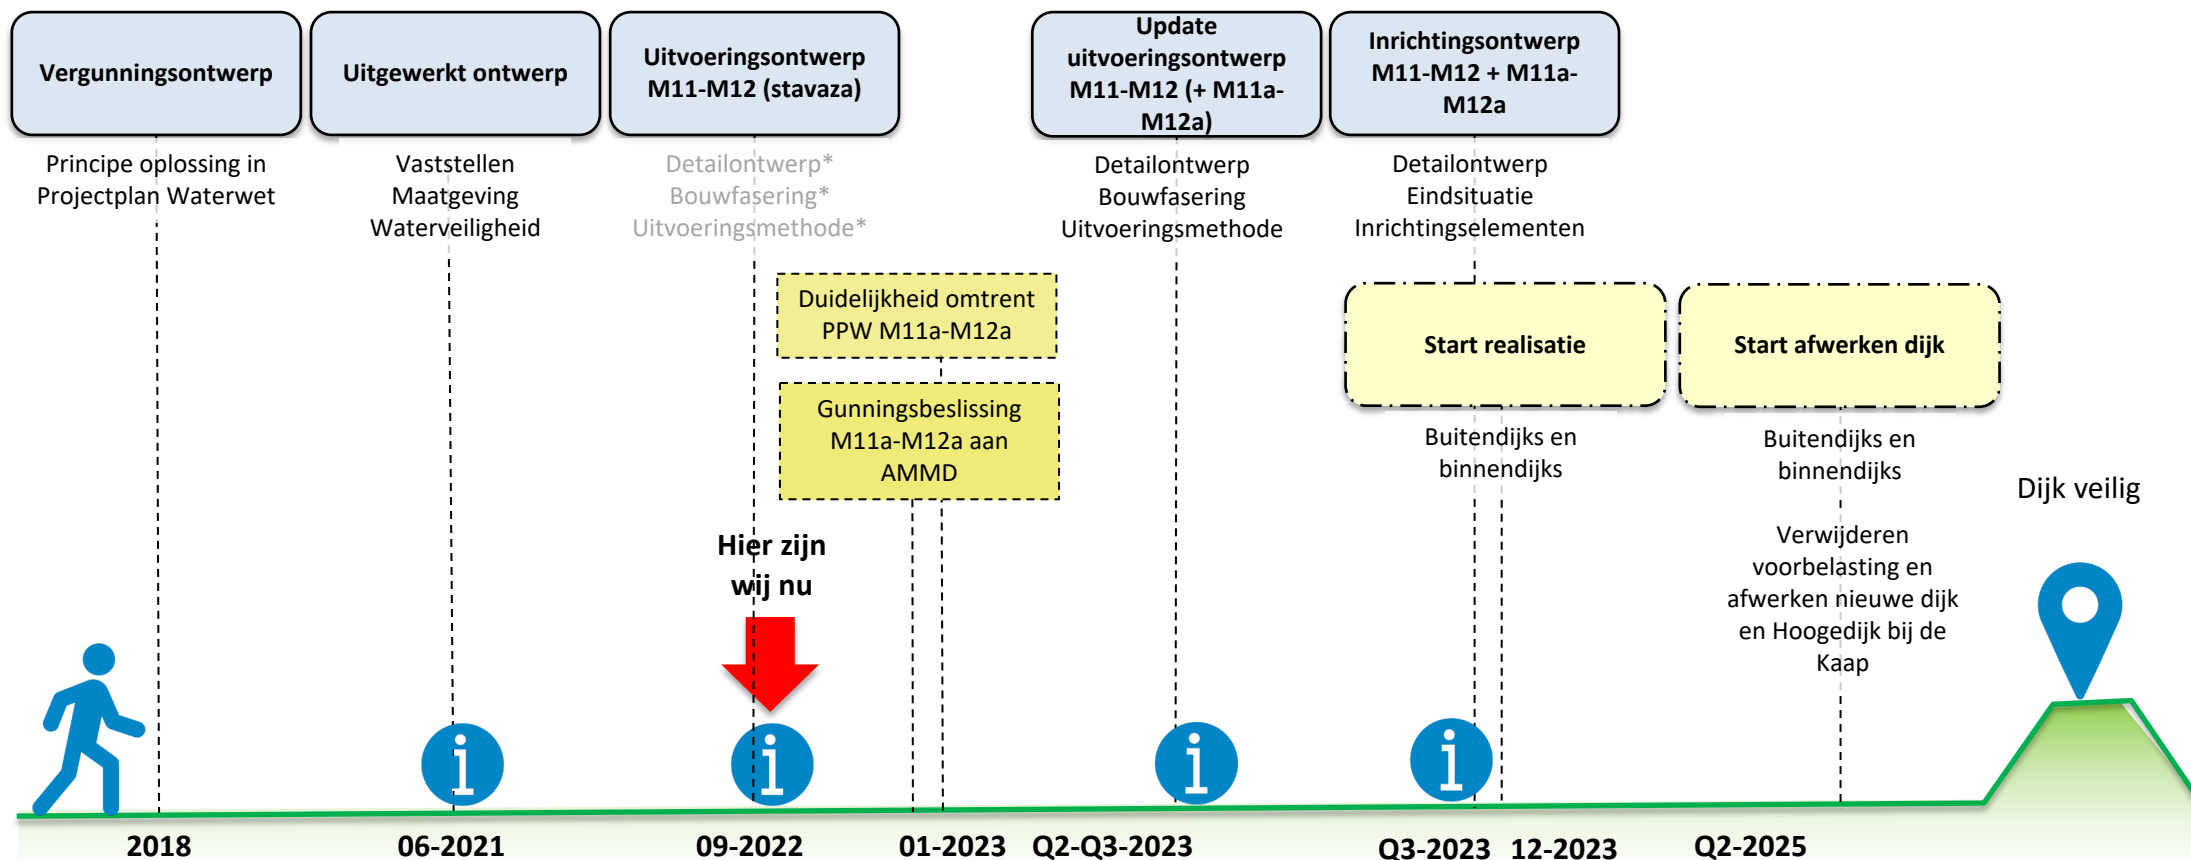 Vergunningsontwerp
Uitgewerkt ontwerp
Uitvoeringsontwerp
M11-M12 (stavaza)
Update
uitvoeringsontwerp
M11-M12 (+ M11a-
M12a)
Inrichtingsontwerp
M11-M12 + M11a-
M12a
Principe oplossing in
Projectplan Waterwet
Vaststellen
Maatgeving
Waterveiligheid
Detailontwerp*
Bouwfasering*
Uitvoeringsmethode*
Detailontwerp
Bouwfasering
Uitvoeringsmethode
Detailontwerp
Eindsituatie
Inrichtingselementen
Duidelijkheid omtrent
PPW M11a-M12a
Gunningsbeslissing
M11a-M12a aan
AMMD
Start realisatie
Start afwerken dijk
Buitendijks en
binnendijks
Buitendijks en
binnendijks
Verwijderen
voorbelasting en
afwerken nieuwe dijk
en Hoogedijk bij de
Kaap
Dijk veilig
Hier zijn
wij nu
i
i
i
i
2018
06-2021
09-2022
01-2023
Q2-Q3-2023
Q3-2023
12-2023
Q2-2025